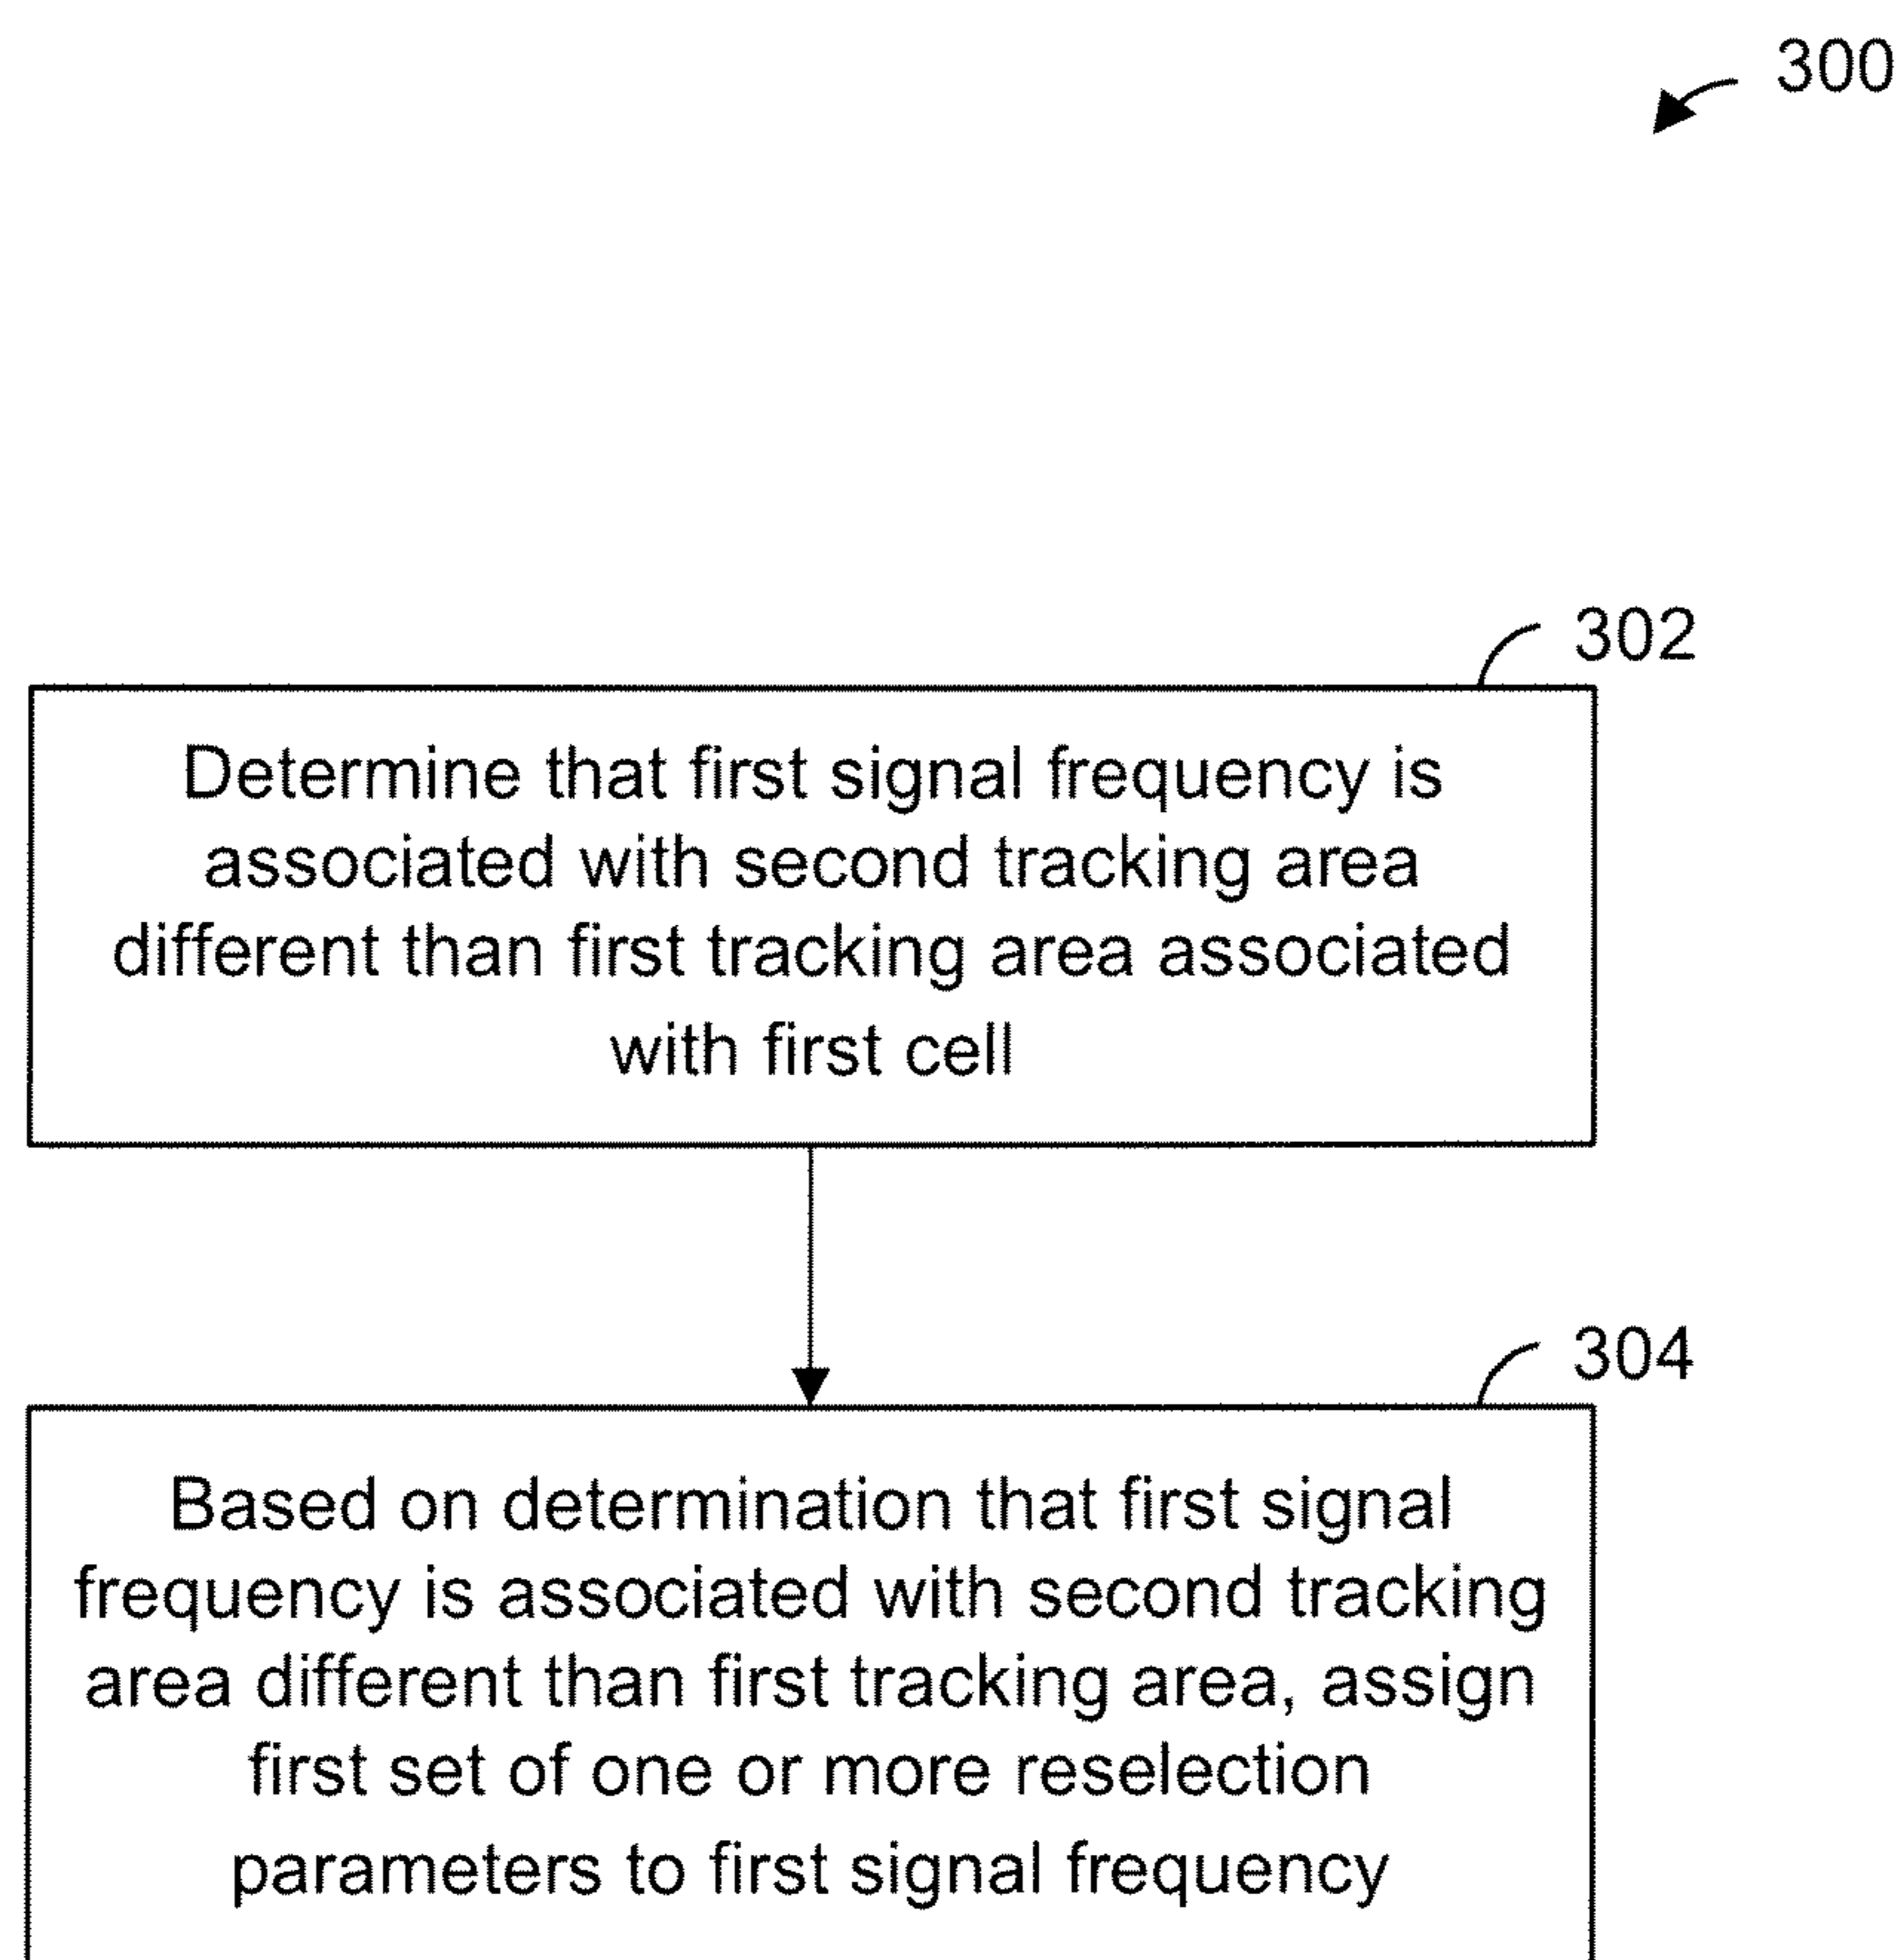 300
302
Determine that first signal frequency is
associated with second tracking area
different than first tracking area associated
with first cell
304
Based on determination that first signal
frequency is associated with second tracking
area different than first tracking area, assign
first set of one or more reselection
parameters to first signal frequency